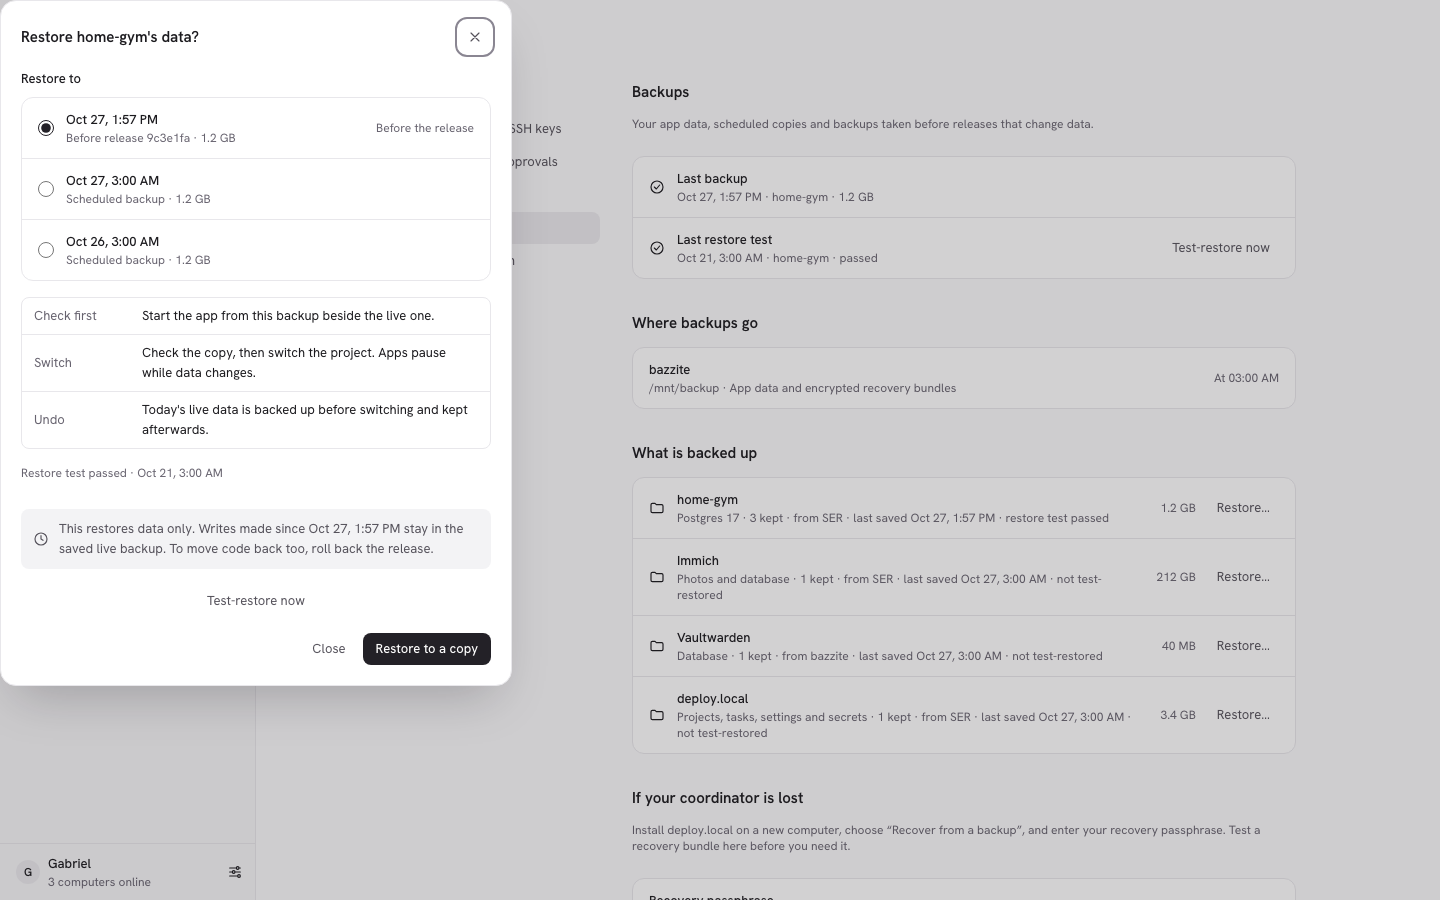 Restore home-gym's data?
Restore to
Oct 27, 1:57 PM
Before release 9c3e1fa · 1.2 GB
Before the release
Oct 27, 3:00 AM
Scheduled backup · 1.2 GB
Oct 26, 3:00 AM
Scheduled backup · 1.2 GB
Check first
Start the app from this backup beside the live one.
Switch
Check the copy, then switch the project. Apps pause
while data changes.
Undo
Today's live data is backed up before switching and kept
afterwards.
Restore test passed · Oct 21, 3:00 AM
This restores data only. Writes made since Oct 27, 1:57 PM stay in the
saved live backup. To move code back too, roll back the release.
Test-restore now
Close
Restore to a copy
G
Gabriel
3 computers online
SSH keys
Backups
Your app data, scheduled copies and backups taken before releases that change data.
Last backup
Oct 27, 1:57 PM · home-gym · 1.2 GB
Last restore test
Oct 21, 3:00 AM · home-gym · passed
Test-restore now
Where backups go
bazzite
/mnt/backup · App data and encrypted recovery bundles
At 03:00 AM
What is backed up
home-gym
Postgres 17 · 3 kept · from SER · last saved Oct 27, 1:57 PM · restore test passed
1.2 GB
Restore...
Immich
Photos and database · 1 kept · from SER · last saved Oct 27, 3:00 AM · not test-
restored
212 GB
Restore...
Vaultwarden
Database · 1 kept · from bazzite · last saved Oct 27, 3:00 AM · not test-restored
40 MB
Restore...
deploy.local
Projects, tasks, settings and secrets · 1 kept · from SER · last saved Oct 27, 3:00 AM ·
not test-restored
3.4 GB
Restore...
If your coordinator is lost
Install deploy.local on a new computer, choose “Recover from a backup”, and enter your recovery passphrase. Test a
recovery bundle here before you need it.
Recovery passphrase